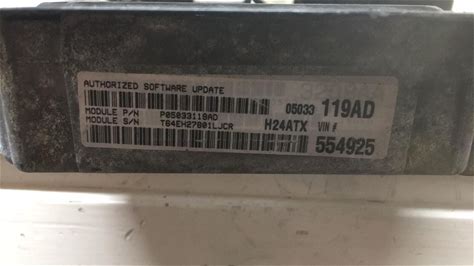 AUTHORIZED SOFTWARE UPDATE
05033 119AD
MODULE P/N P05033119AD
MODULE S/N T64EH27801LJCR
H24ATX VIN #
554925